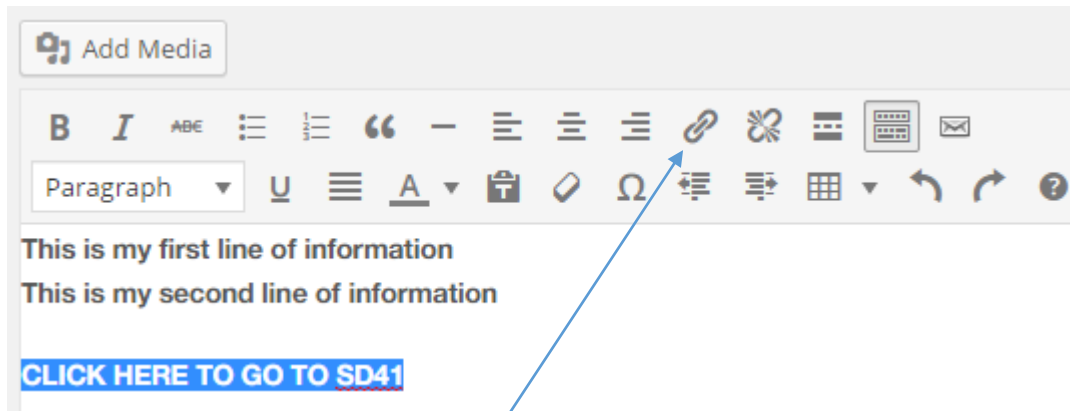 Add Media
B I ABC
Paragraph U A T Ω ?
This is my first line of information
This is my second line of information
CLICK HERE TO GO TO SD41